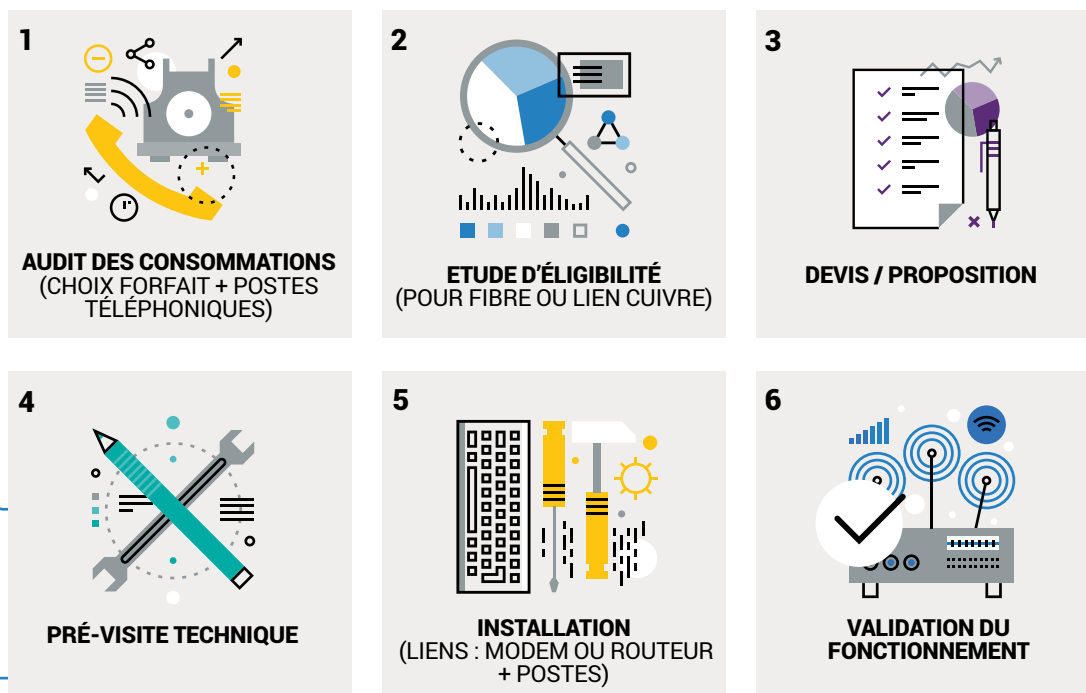 1
AUDIT DES CONSOMMATIONS
(CHOIX FORFAIT + POSTES
TÉLÉPHONIQUES)
2
ETUDE D'ÉLIGIBILITÉ
(POUR FIBRE OU LIEN CUIVRE)
3
DEVIS / PROPOSITION
4
PRÉ-VISITE TECHNIQUE
5
INSTALLATION
(LIENS : MODEM OU ROUTEUR
+ POSTES)
6
VALIDATION DU
FONCTIONNEMENT